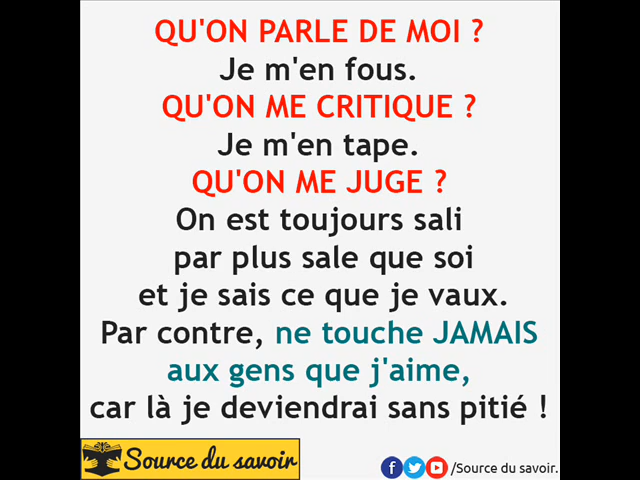 QU'ON PARLE DE MOI ?
Je m'en fous.
QU'ON ME CRITIQUE ?
Je m'en tape.
QU'ON ME JUGE ?
On est toujours sali
par plus sale que soi
et je sais ce que je vaux.
Par contre, ne touche JAMAIS
aux gens que j'aime,
car là je deviendrai sans pitié !
Source du savoir
/Source du savoir.